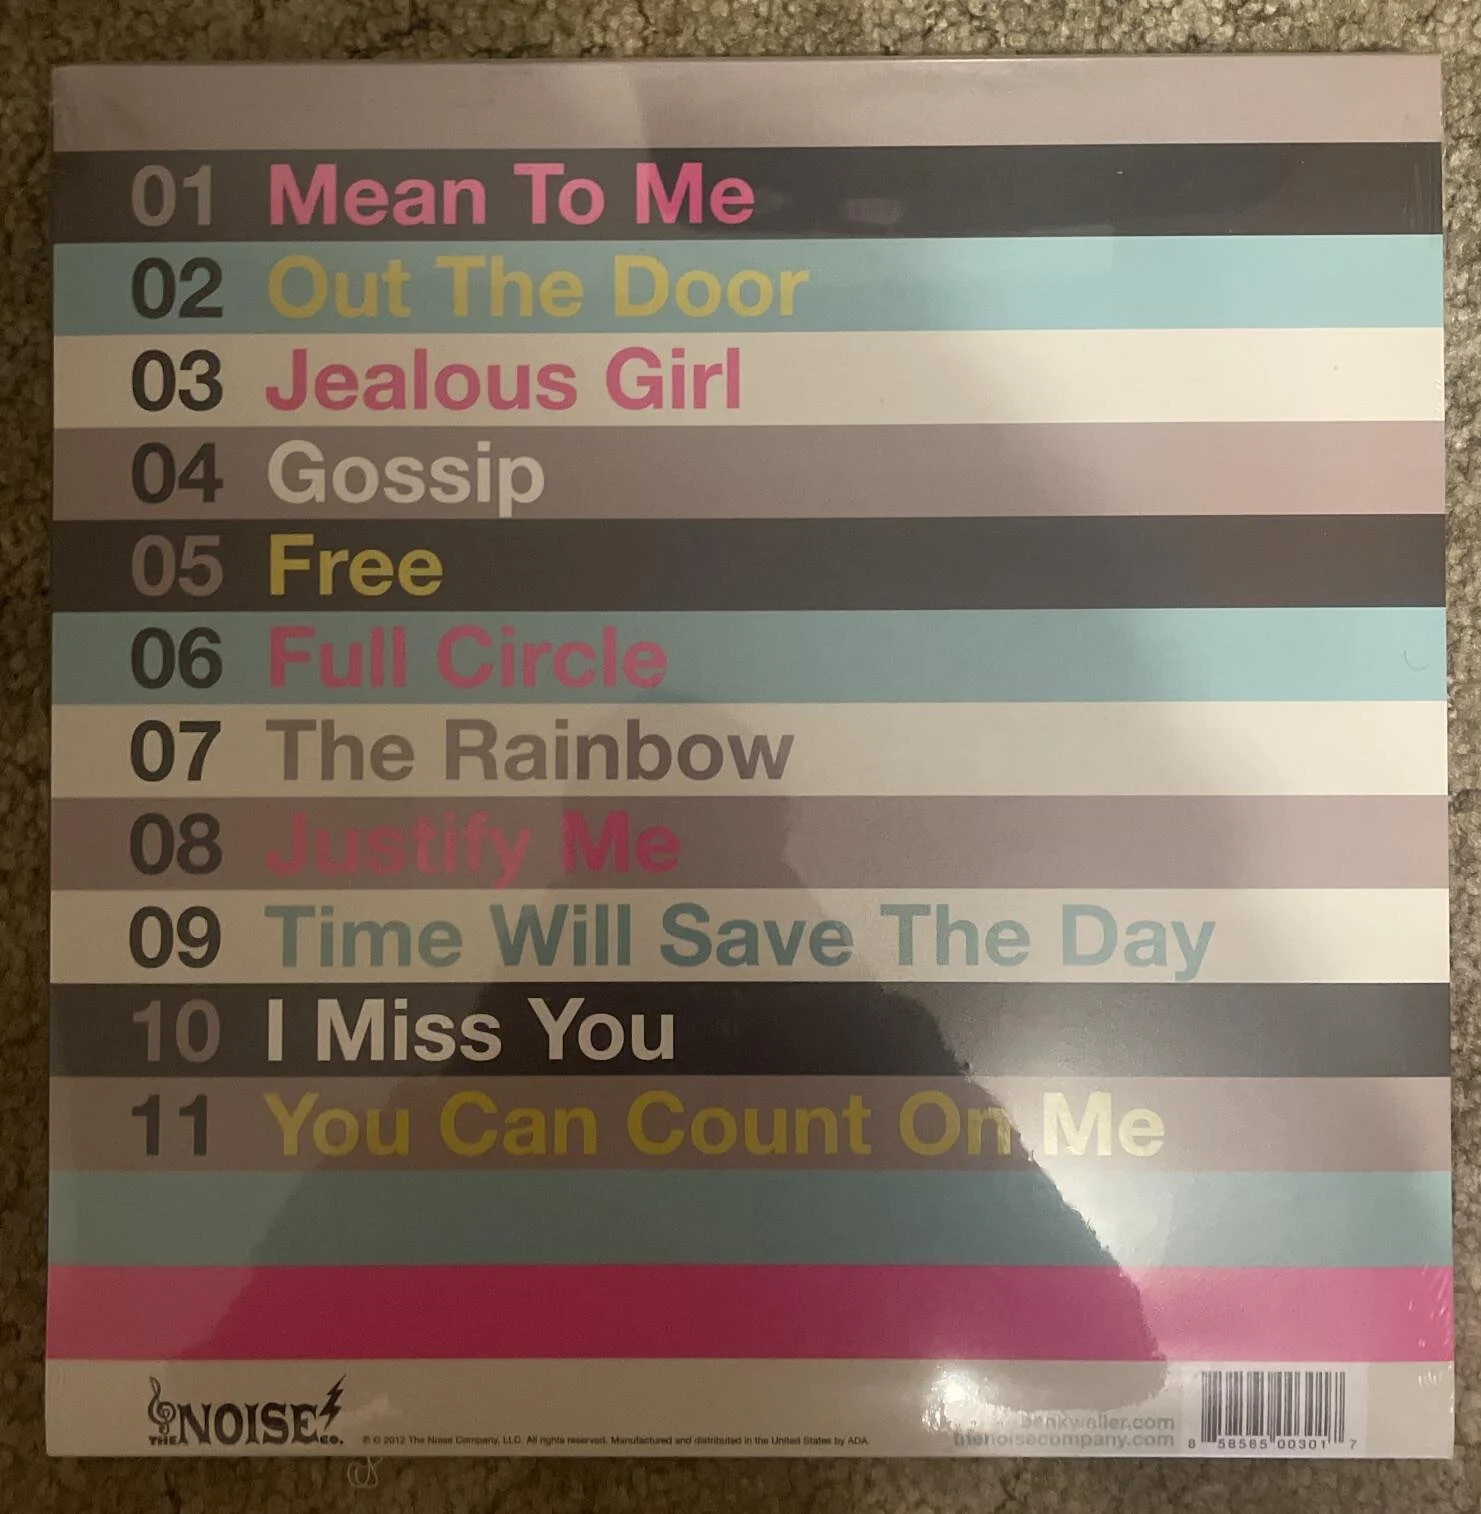 01 Mean To Me
02 Out The Door
03 Jealous Girl
04 Gossip
05 Free
06 Full Circle
07 The Rainbow
08 Justify Me
09 Time Will Save The Day
10 I Miss You
11 You Can Count On Me
THE NOISE CO.
℗ © 2012 The Noise Company, LLC. All rights reserved. Manufactured and distributed in the United States by ADA.
benkweller.com
thenoisecompany.com
8 58565 00301 7